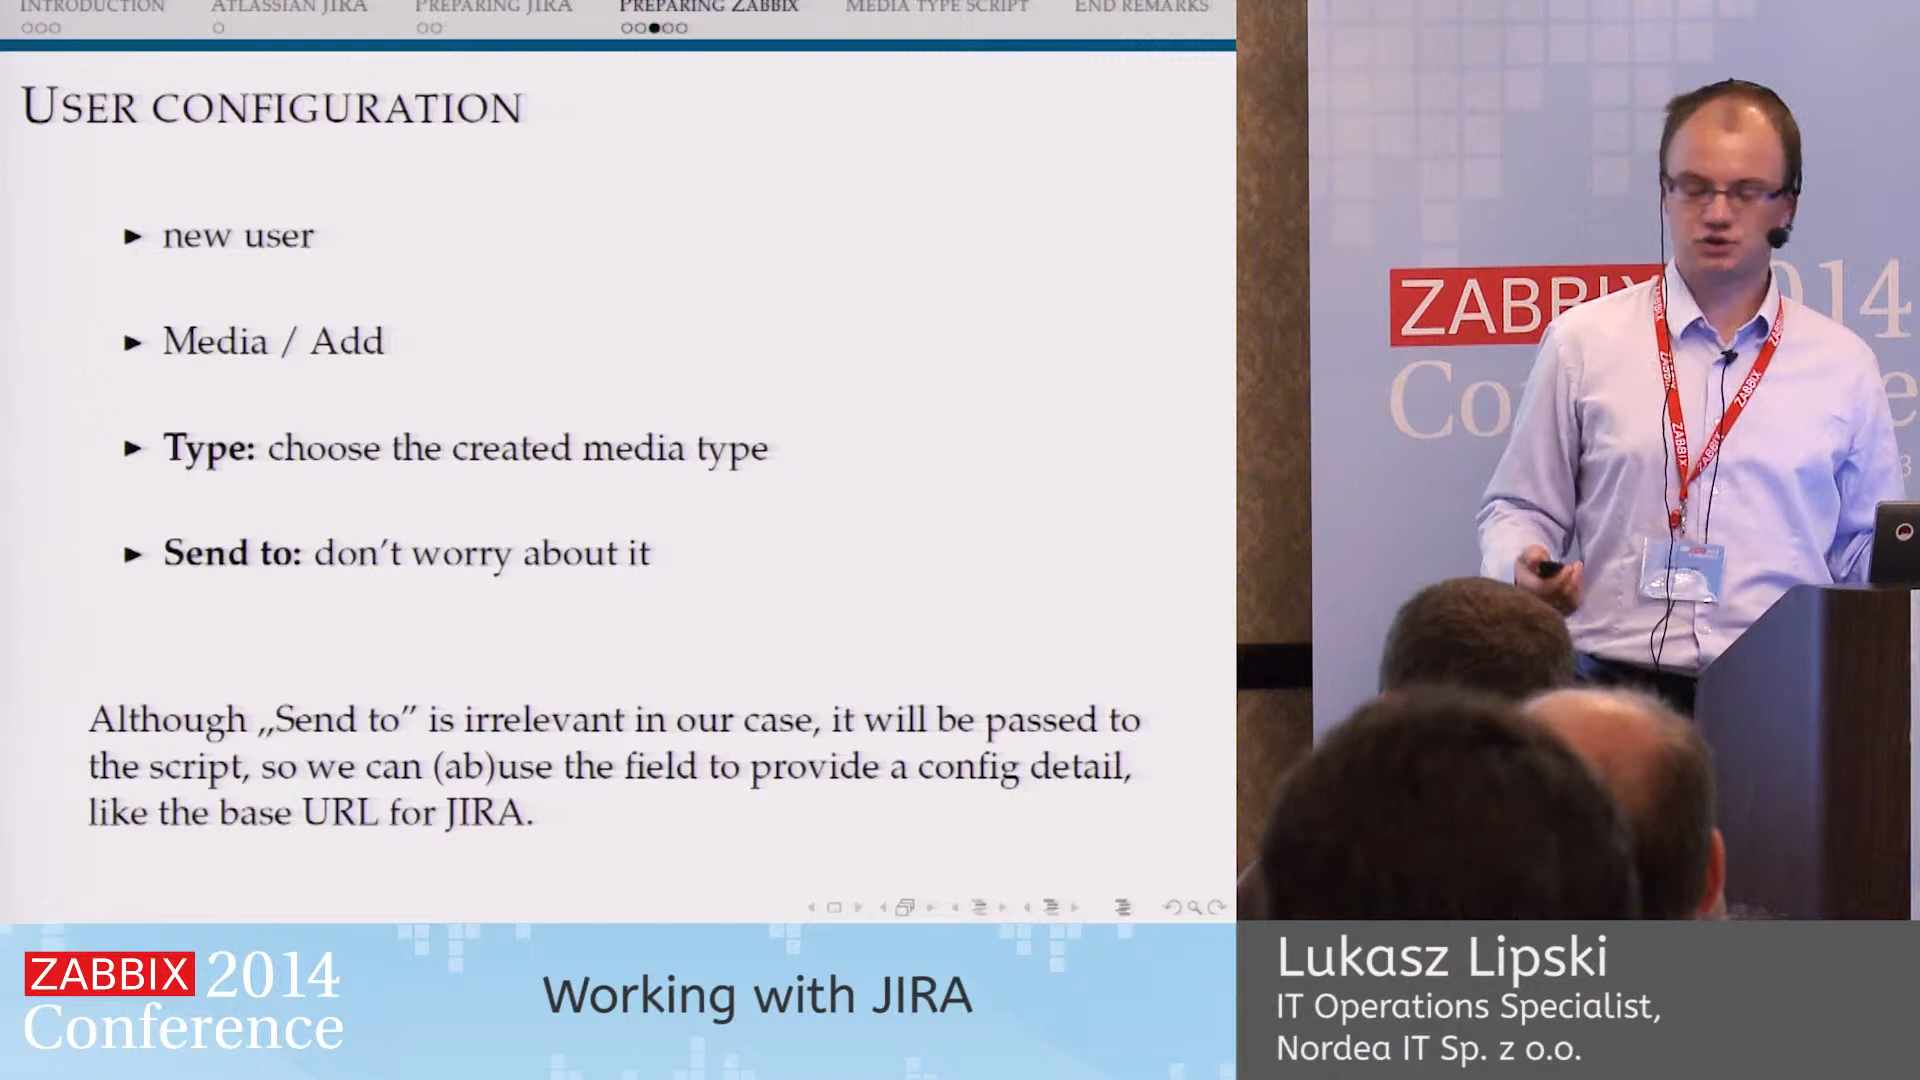 INTRODUCTION ATLASSIAN JIRA PREPARING JIRA PREPARING ZABBIX MEDIA TYPE SCRIPT END REMARKS
USER CONFIGURATION
► new user
► Media / Add
► Type: choose the created media type
► Send to: don't worry about it
Although „Send to” is irrelevant in our case, it will be passed to
the script, so we can (ab)use the field to provide a config detail,
like the base URL for JIRA.
ZABBIX 2014
Conference
Working with JIRA
Lukasz Lipski
IT Operations Specialist,
Nordea IT Sp. z o.o.
ZABBIX
ZABBIX
ZABBIX
ZABBIX